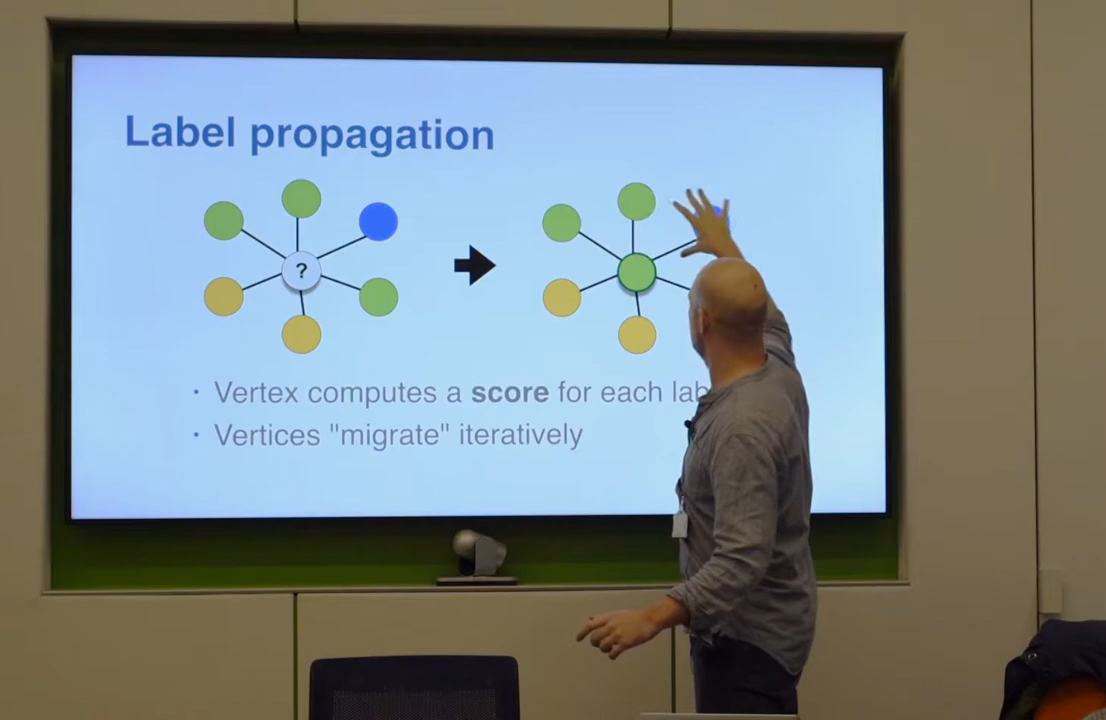 Label propagation
?
· Vertex computes a score for each lab
· Vertices "migrate" iteratively